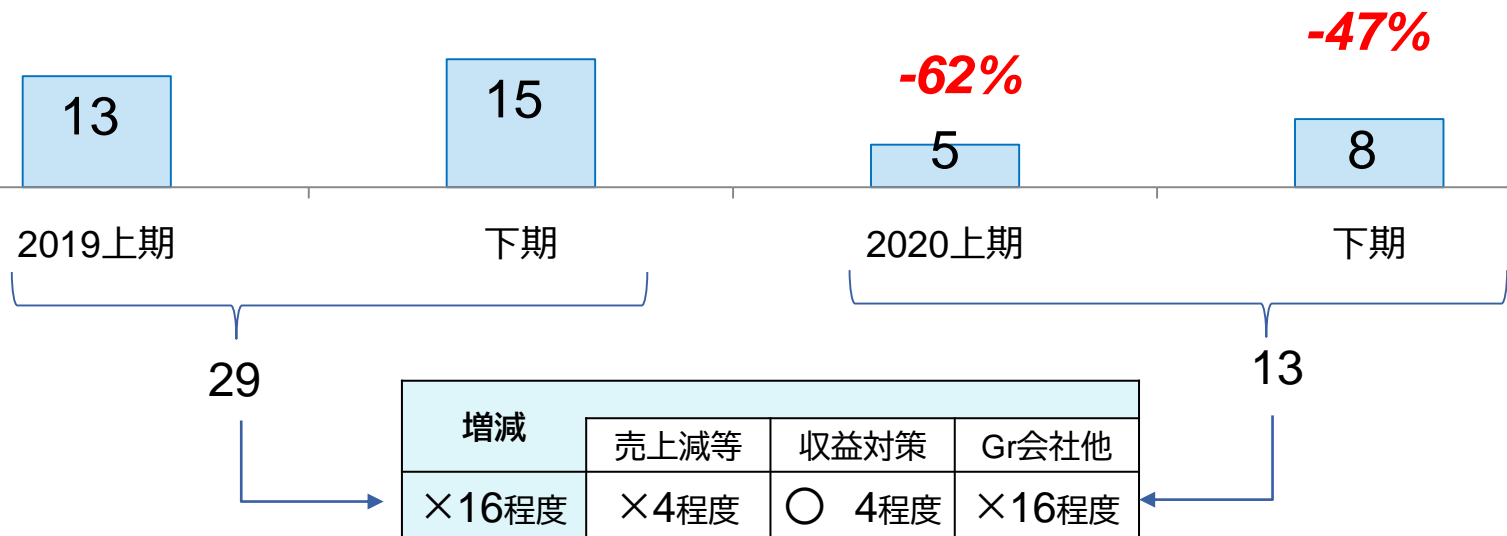 -47%
-62%
13
15
5
8
2019上期
下期
2020上期
下期
29
13
増減
売上減等 収益対策 Gr会社他
×16程度 ×4程度 〇 4程度 ×16程度